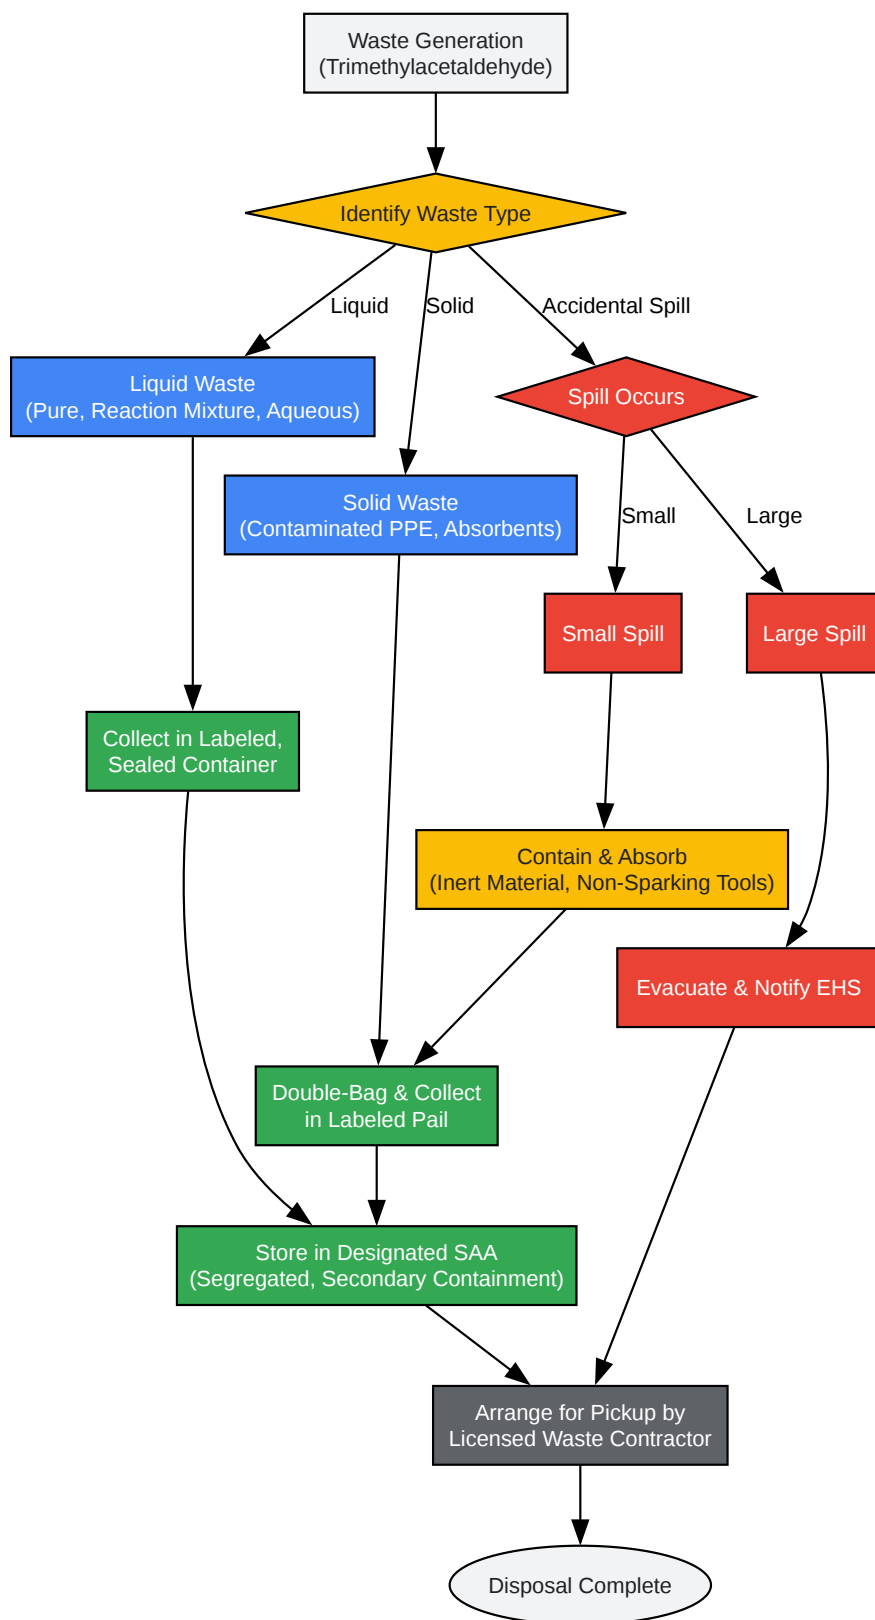 Waste Generation
(Trimethylacetaldehyde)
Identify Waste Type
Liquid
Solid
Accidental Spill
Liquid Waste
(Pure, Reaction Mixture, Aqueous)
Spill Occurs
Solid Waste
(Contaminated PPE, Absorbents)
Small
Large
Small Spill
Large Spill
Collect in Labeled,
Sealed Container
Contain & Absorb
(Inert Material, Non-Sparking Tools)
Evacuate & Notify EHS
Double-Bag & Collect
in Labeled Pail
Store in Designated SAA
(Segregated, Secondary Containment)
Arrange for Pickup by
Licensed Waste Contractor
Disposal Complete